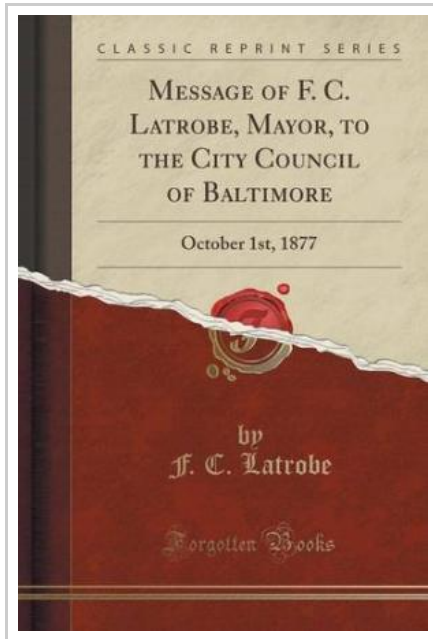 CLASSIC REPRINT SERIES
MESSAGE OF F. C.
LATROBE, MAYOR, TO
THE CITY COUNCIL
OF BALTIMORE
October 1st, 1877
by
F. C. Latrobe
Forgotten Books